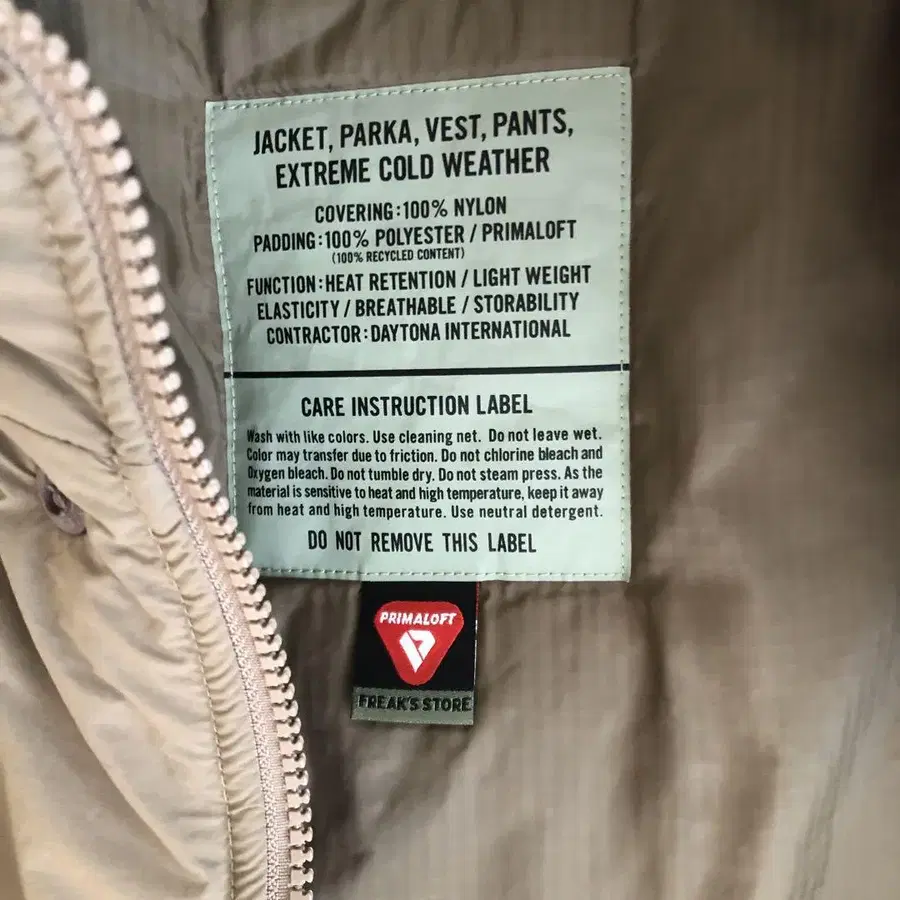 JACKET, PARKA, VEST, PANTS,
EXTREME COLD WEATHER
COVERING:100% NYLON
PADDING:100% POLYESTER / PRIMALOFT
(100% RECYCLED CONTENT)
FUNCTION:HEAT RETENTION / LIGHT WEIGHT
ELASTICITY / BREATHABLE / STORABILITY
CONTRACTOR:DAYTONA INTERNATIONAL
CARE INSTRUCTION LABEL
Wash with like colors. Use cleaning net. Do not leave wet.
Color may transfer due to friction. Do not chlorine bleach and
Oxygen bleach. Do not tumble dry. Do not steam press. As the
material is sensitive to heat and high temperature, keep it away
from heat and high temperature. Use neutral detergent.
DO NOT REMOVE THIS LABEL
PRIMALOFT
FREAK'S STORE